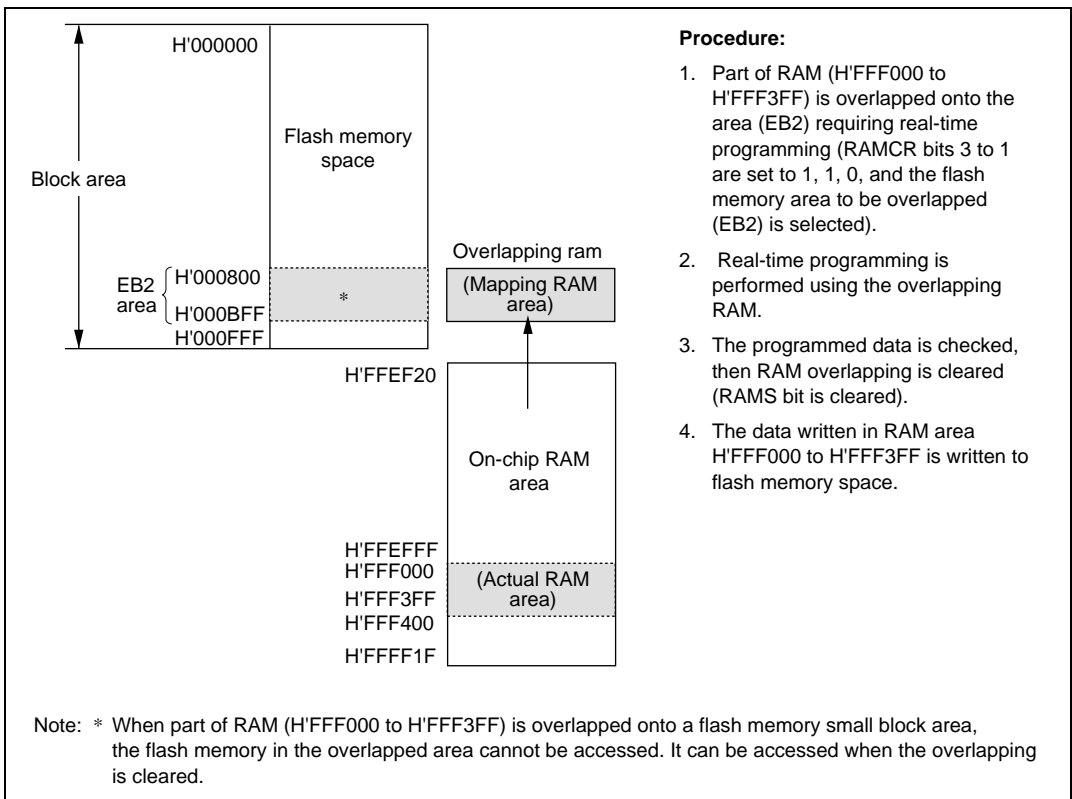 H'000000
Flash memory
space
Block area
EB2
area
H'000800
H'000BFF
H'000FFF
*
Overlapping ram
(Mapping RAM
area)
H'FFEF20
On-chip RAM
area
H'FFEFFF
H'FFF000
H'FFF3FF
H'FFF400
H'FFFF1F
(Actual RAM
area)
Procedure:
1. Part of RAM (H'FFF000 to
H'FFF3FF) is overlapped onto the
area (EB2) requiring real-time
programming (RAMCR bits 3 to 1
are set to 1, 1, 0, and the flash
memory area to be overlapped
(EB2) is selected).
2. Real-time programming is
performed using the overlapping
RAM.
3. The programmed data is checked,
then RAM overlapping is cleared
(RAMS bit is cleared).
4. The data written in RAM area
H'FFF000 to H'FFF3FF is written to
flash memory space.
Note: * When part of RAM (H'FFF000 to H'FFF3FF) is overlapped onto a flash memory small block area,
the flash memory in the overlapped area cannot be accessed. It can be accessed when the overlapping
is cleared.